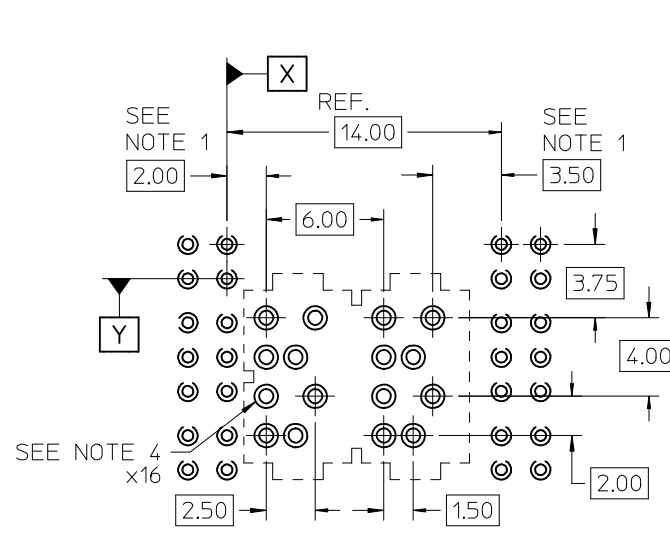 X
REF.
SEE
NOTE 1
14.00
SEE
NOTE 1
2.00
3.50
6.00
3.75
Y
4.00
SEE NOTE 4
x16
2.00
2.50
1.50